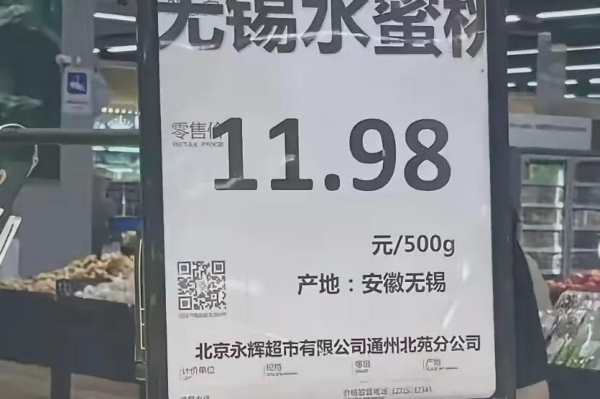 无锡水蜜桃
零售价
RETAIL PRICE
11.98
元/500g
产地：安徽无锡
北京永辉超市有限公司通州北苑分公司
计价单位 规格 等级 产地
价格监督电话 12315、12345